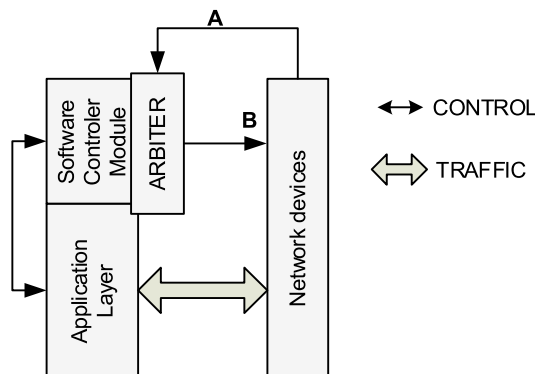 A
Software
Controler
Module
ARBITER
B
Network devices
Application
Layer
CONTROL
TRAFFIC